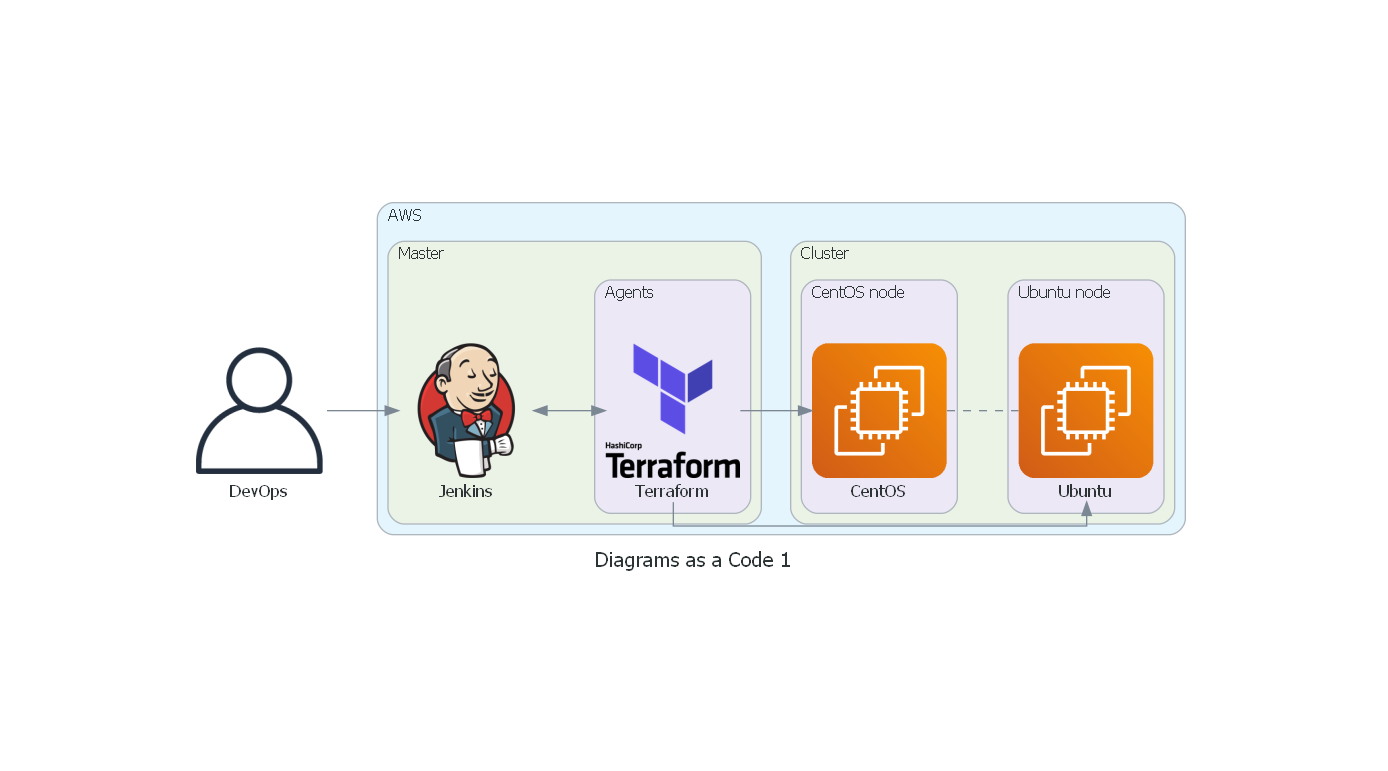 AWS
Master
Cluster
Agents
CentOS node
Ubuntu node
HashiCorp
Terraform
DevOps
Jenkins
Terraform
CentOS
Ubuntu
Diagrams as a Code 1